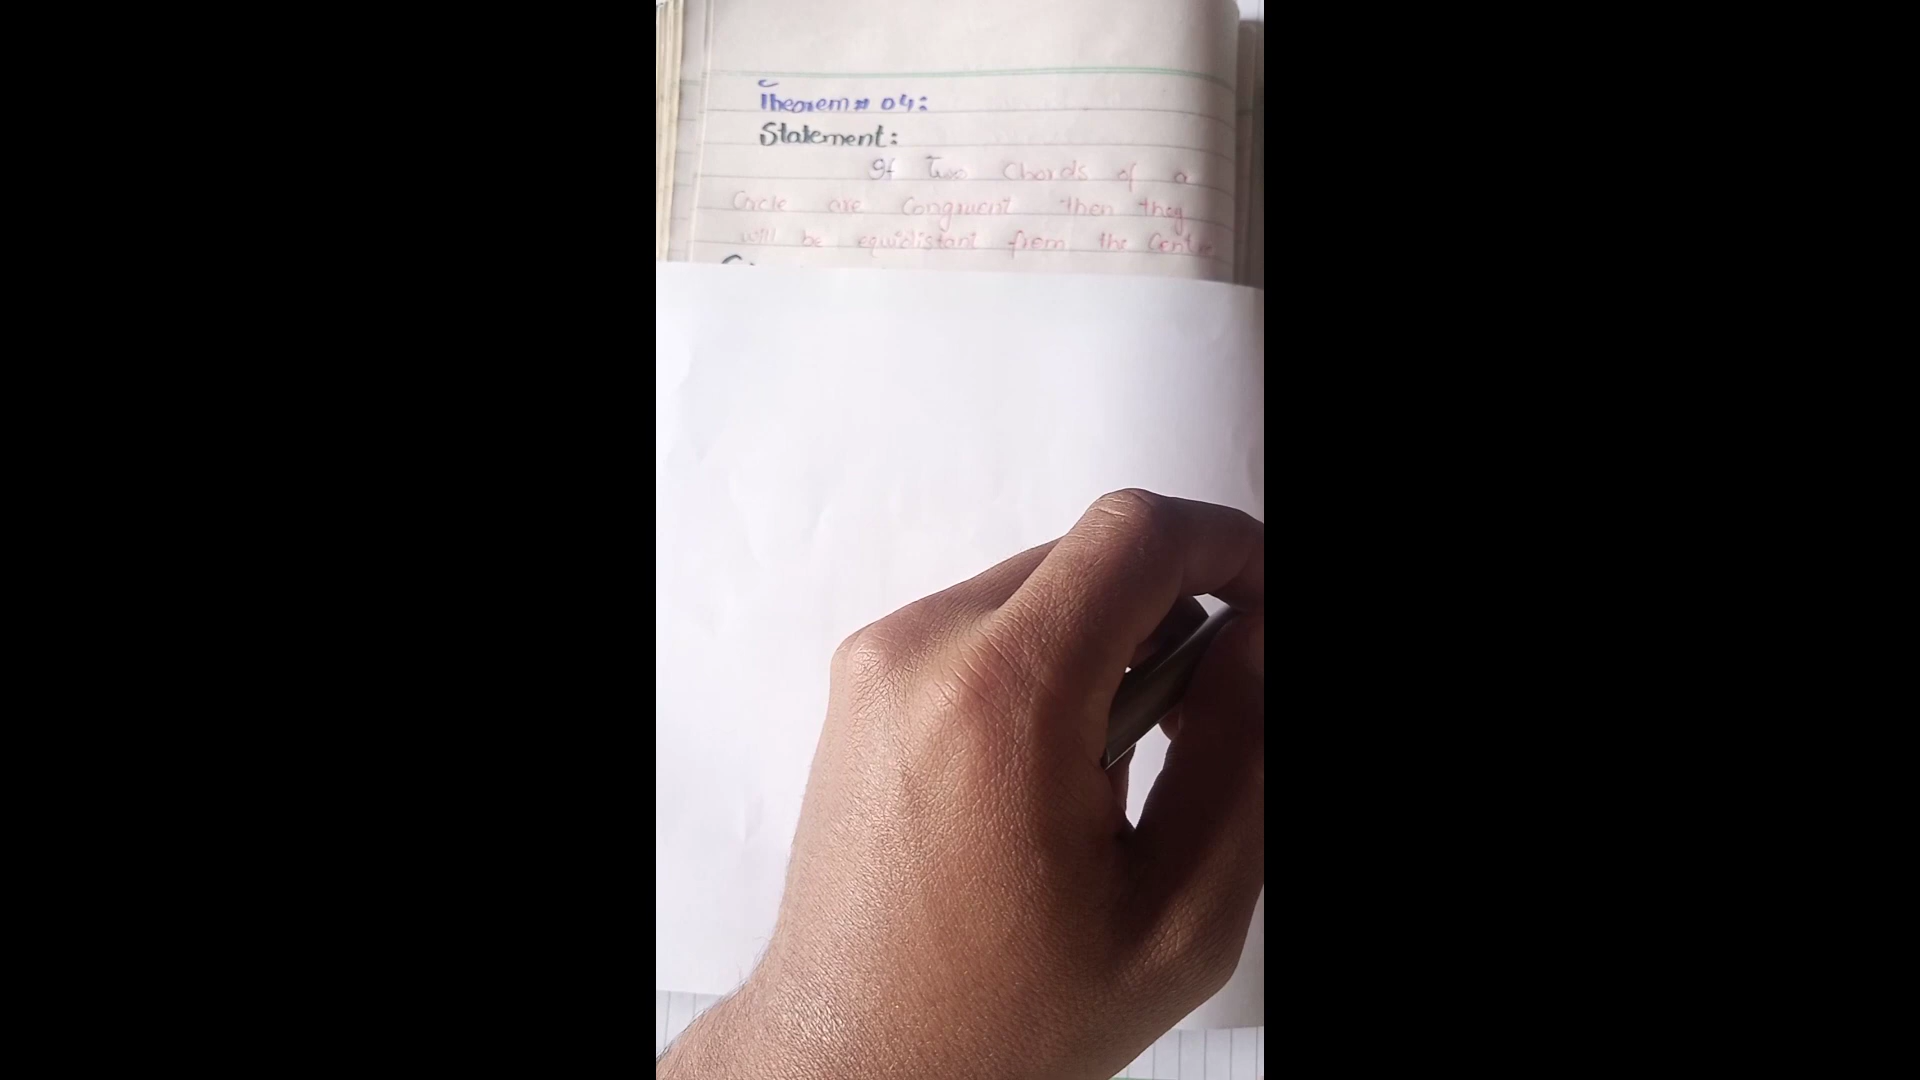 Theorem # 04:
Statement:
If Two Chords of a
Circle are Congruent then they
will be equidistant from the Centre